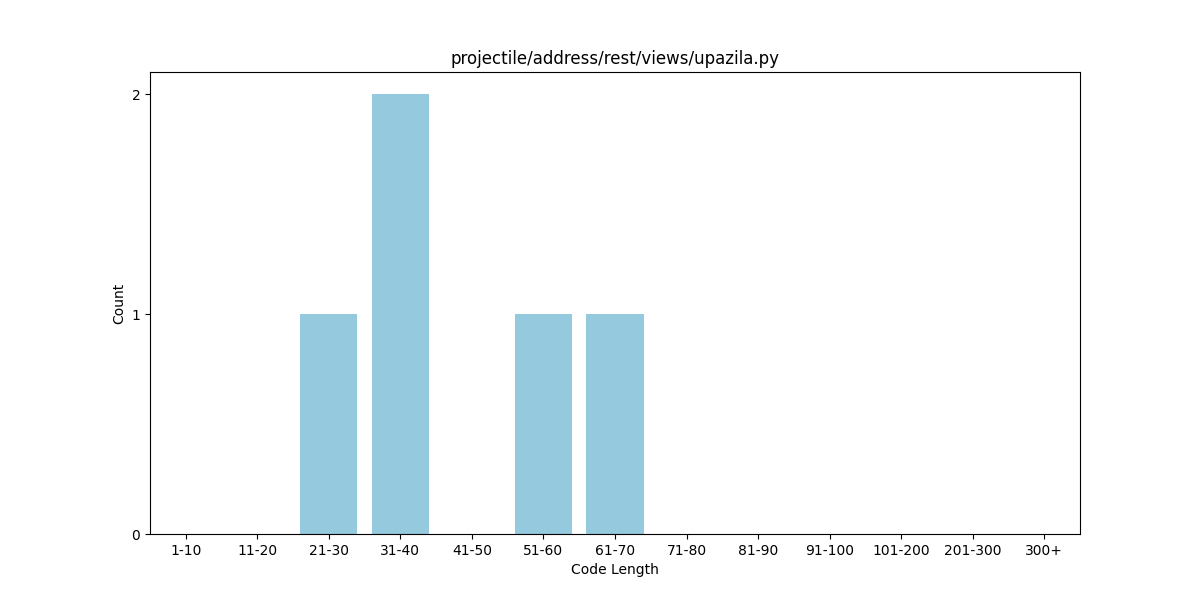 projectile/address/rest/views/upazila.py
2
1
0
Count
1-10 11-20 21-30 31-40 41-50 51-60 61-70 71-80 81-90 91-100 101-200 201-300 300+
Code Length